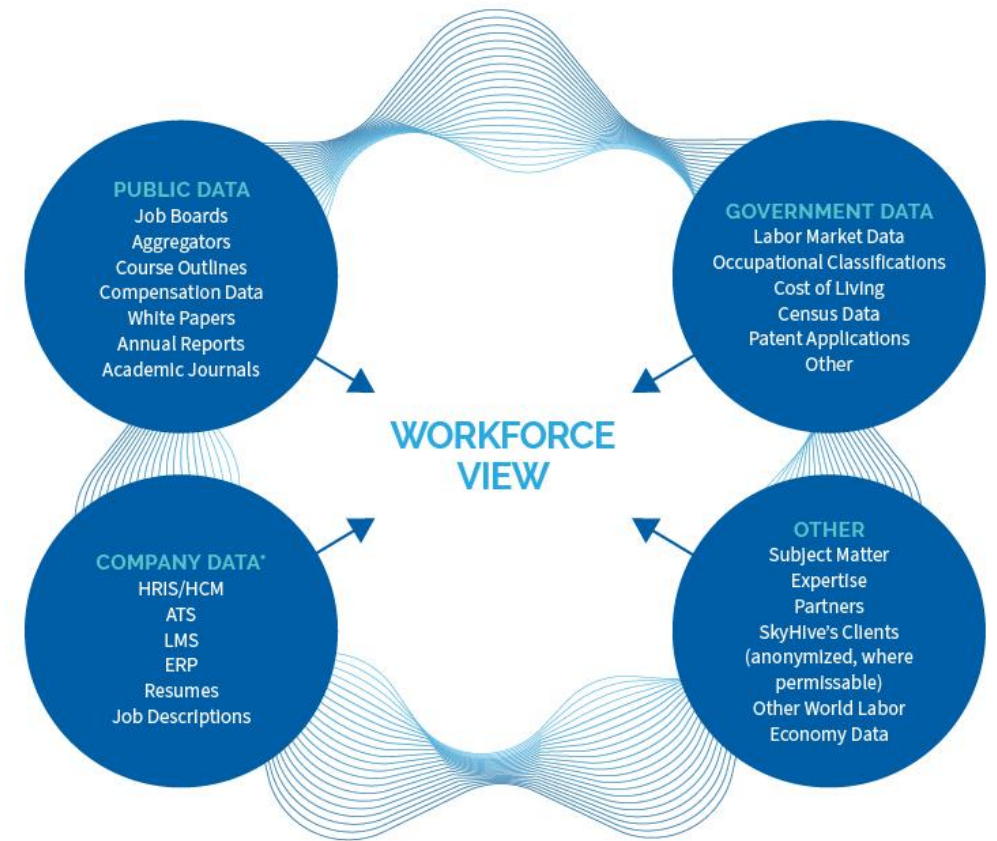 PUBLIC DATA
Job Boards
Aggregators
Course Outlines
Compensation Data
White Papers
Annual Reports
Academic Journals
GOVERNMENT DATA
Labor Market Data
Occupational Classifications
Cost of Living
Census Data
Patent Applications
Other
WORKFORCE
VIEW
COMPANY DATA*
HRIS/HCM
ATS
LMS
ERP
Resumes
Job Descriptions
OTHER
Subject Matter
Expertise
Partners
SkyHive's Clients
(anonymized, where
permissable)
Other World Labor
Economy Data